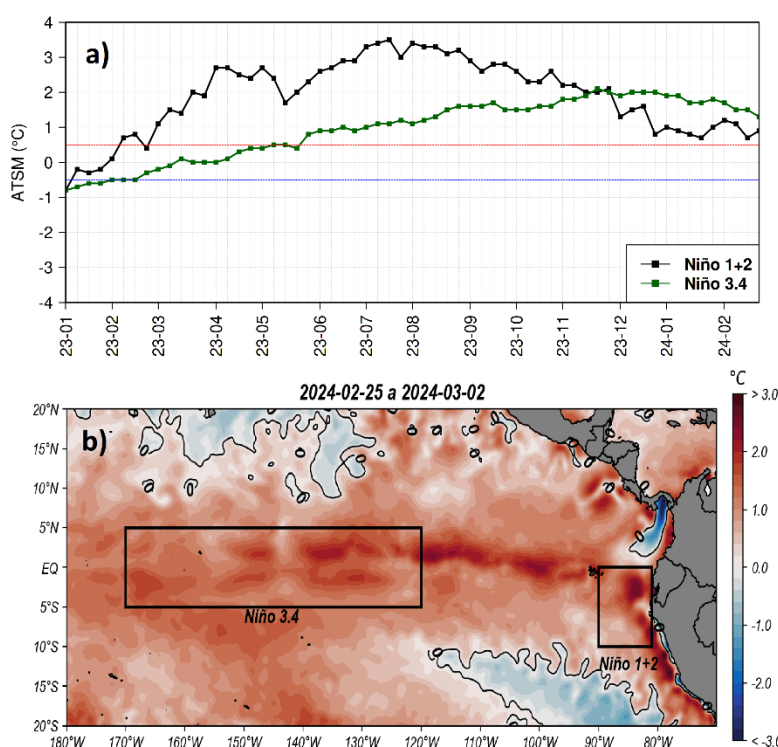 a)
ATSM (°C)
4
3
2
1
0
-1
-2
-3
-4
Niño 1+2
Niño 3.4
23-01
23-02
23-03
23-04
23-05
23-06
23-07
23-08
23-09
23-10
23-11
23-12
24-01
24-02
2024-02-25 a 2024-03-02
°C
b)
20°N
15°N
10°N
5°N
EQ
5°S
10°S
15°S
20°S
Niño 3.4
Niño 1+2
180°W
170°W
160°W
150°W
140°W
130°W
120°W
110°W
100°W
90°W
80°W
> 3.0
2.0
1.0
0.0
-1.0
-2.0
<-3.0